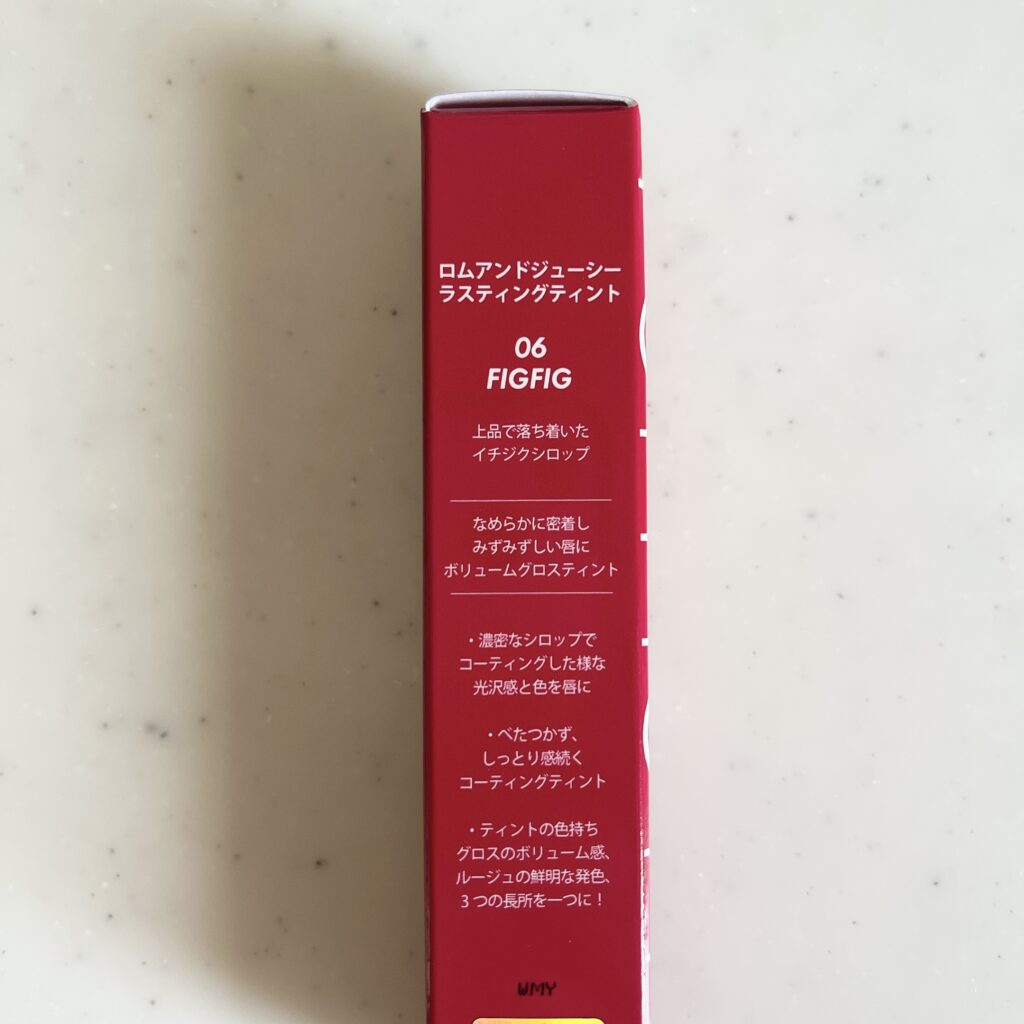 ロムアンドジューシー
ラスティングティント
06
FIGFIG
上品で落ち着いた
イチジクシロップ
なめらかに密着し
みずみずしい唇に
ボリュームグロスティント
・濃密なシロップで
コーティングした様な
光沢感と色を唇に
・べたつかず、
しっとり感続く
コーティングティント
・ティントの色持ち
グロスのボリューム感、
ルージュの鮮明な発色、
3つの長所を一つに！
WMY